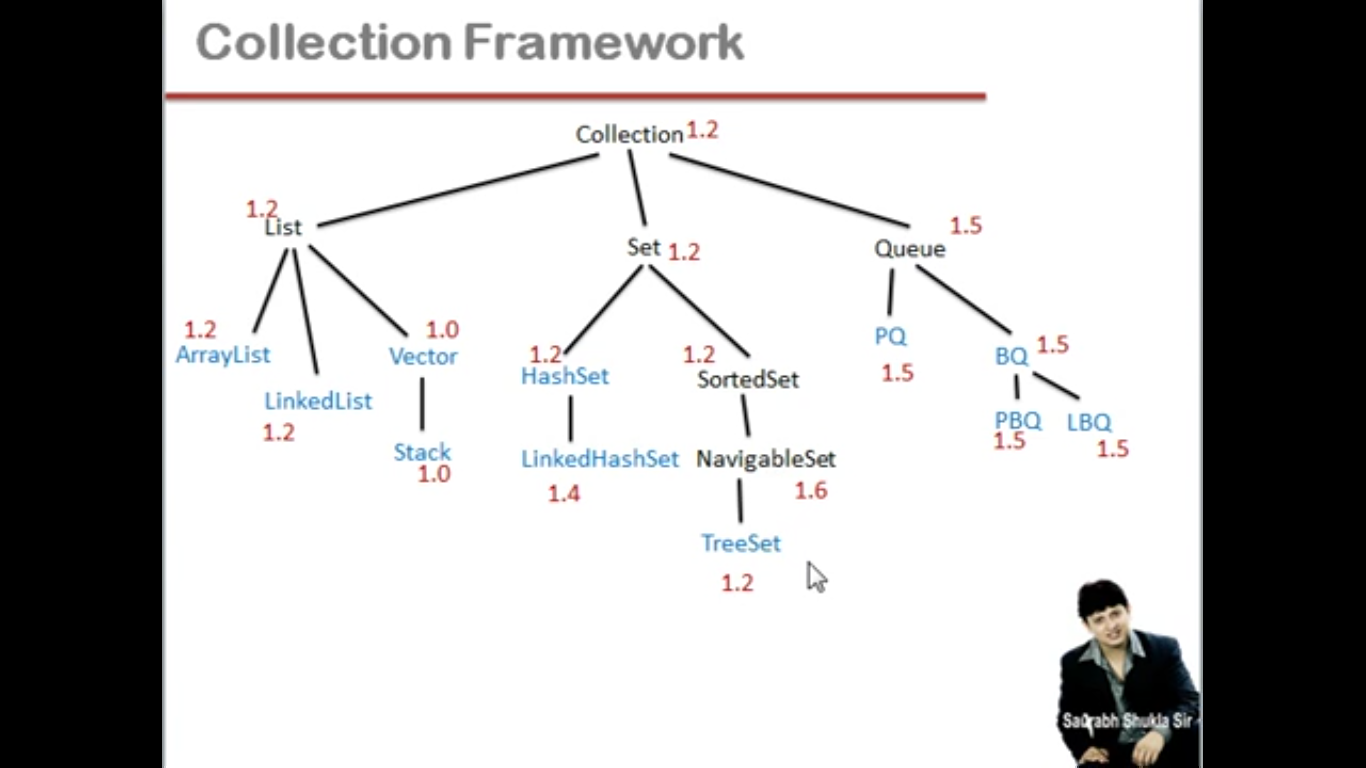 Collection Framework
Collection 1.2
1.2
List
Set 1.2
1.5
Queue
1.2
ArrayList
LinkedList
1.2
1.0
Vector
Stack
1.0
1.2
HashSet
LinkedHashSet
1.4
1.2
SortedSet
NavigableSet
1.6
TreeSet
1.2
PQ
1.5
BQ 1.5
PBQ
1.5
LBQ
1.5
Saurabh Shukla Sir